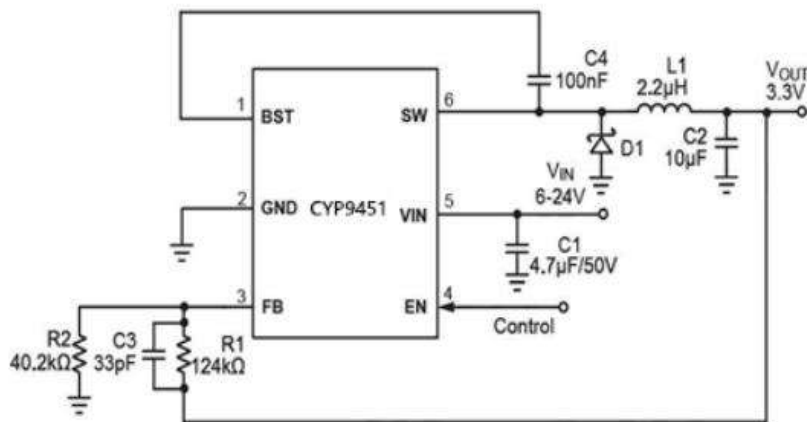 C4
100nF
L1
2.2µH
VOUT
3.3V
1
BST
SW
6
C2
10µF
D1
VIN
6-24V
2
GND
CYP9451
VIN
5
C1
4.7µF/50V
3
FB
EN
4
Control
R2
40.2kΩ
C3
33pF
R1
124kΩ